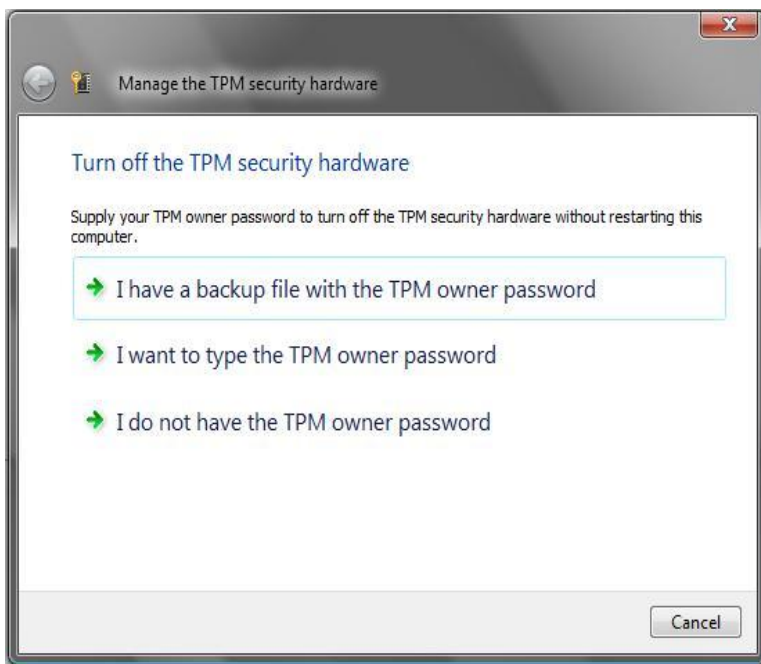 Manage the TPM security hardware
Turn off the TPM security hardware
Supply your TPM owner password to turn off the TPM security hardware without restarting this
computer.
I have a backup file with the TPM owner password
I want to type the TPM owner password
I do not have the TPM owner password
Cancel